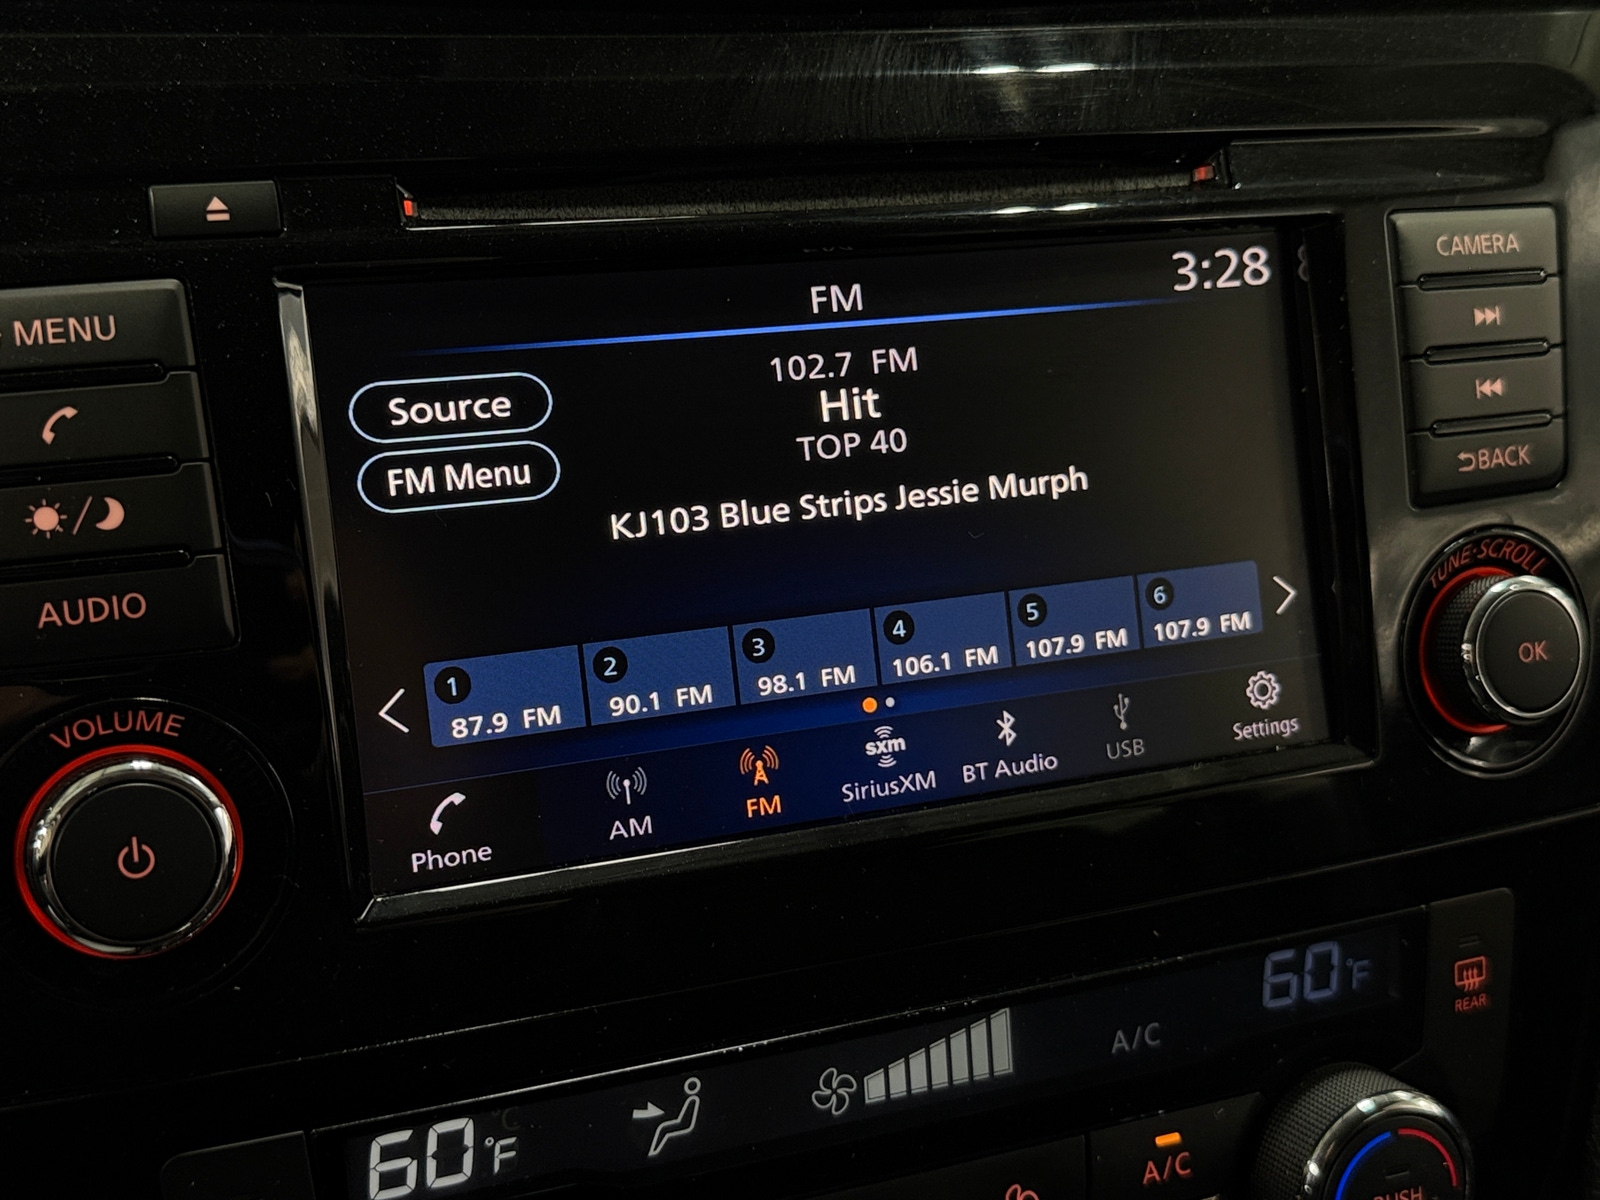 MENU
AUDIO
VOLUME
FM
3:28
Source
FM Menu
102.7 FM
Hit
TOP 40
KJ103 Blue Strips Jessie Murph
1
87.9 FM
2
90.1 FM
3
98.1 FM
4
106.1 FM
5
107.9 FM
6
107.9 FM
Phone
AM
FM
sxm
SiriusXM
BT Audio
USB
Settings
CAMERA
BACK
TUNE·SCROLL
OK
60°F
A/C
60°F
REAR
A/C
PUSH